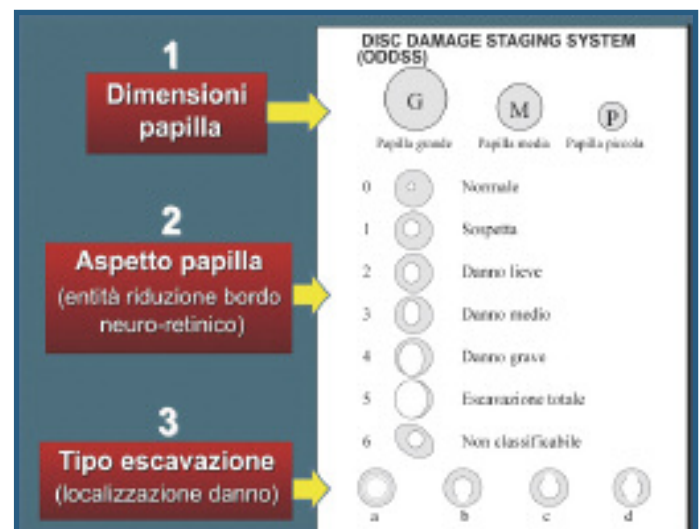 DISC DAMAGE STAGING SYSTEM
(ODDSS)
1
Dimensioni
papilla
G
M
P
Papilla grande Papilla media Papilla piccola
0 Normale
1 Sospetta
2
Aspetto papilla
(entità riduzione bordo
neuro-retinico)
2 Danno lieve
3 Danno medio
4 Danno grave
5 Escavazione totale
6 Non classificabile
3
Tipo escavazione
(localizzazione danno)
a b c d